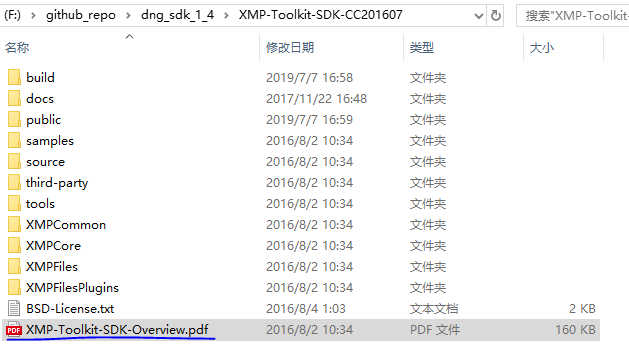 (F:) › github_repo › dng_sdk_1_4 › XMP-Toolkit-SDK-CC201607 搜索"XMP-Toolkit-
名称 修改日期 类型 大小
build 2019/7/7 16:58 文件夹
docs 2017/11/22 16:48 文件夹
public 2019/7/7 16:59 文件夹
samples 2016/8/2 10:34 文件夹
source 2016/8/2 10:34 文件夹
third-party 2016/8/2 10:34 文件夹
tools 2016/8/2 10:34 文件夹
XMPCommon 2016/8/2 10:34 文件夹
XMPCore 2016/8/2 10:34 文件夹
XMPFiles 2016/8/2 10:34 文件夹
XMPFilesPlugins 2016/8/2 10:34 文件夹
BSD-License.txt 2016/8/4 1:03 文本文档 2 KB
PDF XMP-Toolkit-SDK-Overview.pdf 2016/8/2 10:34 PDF 文件 160 KB